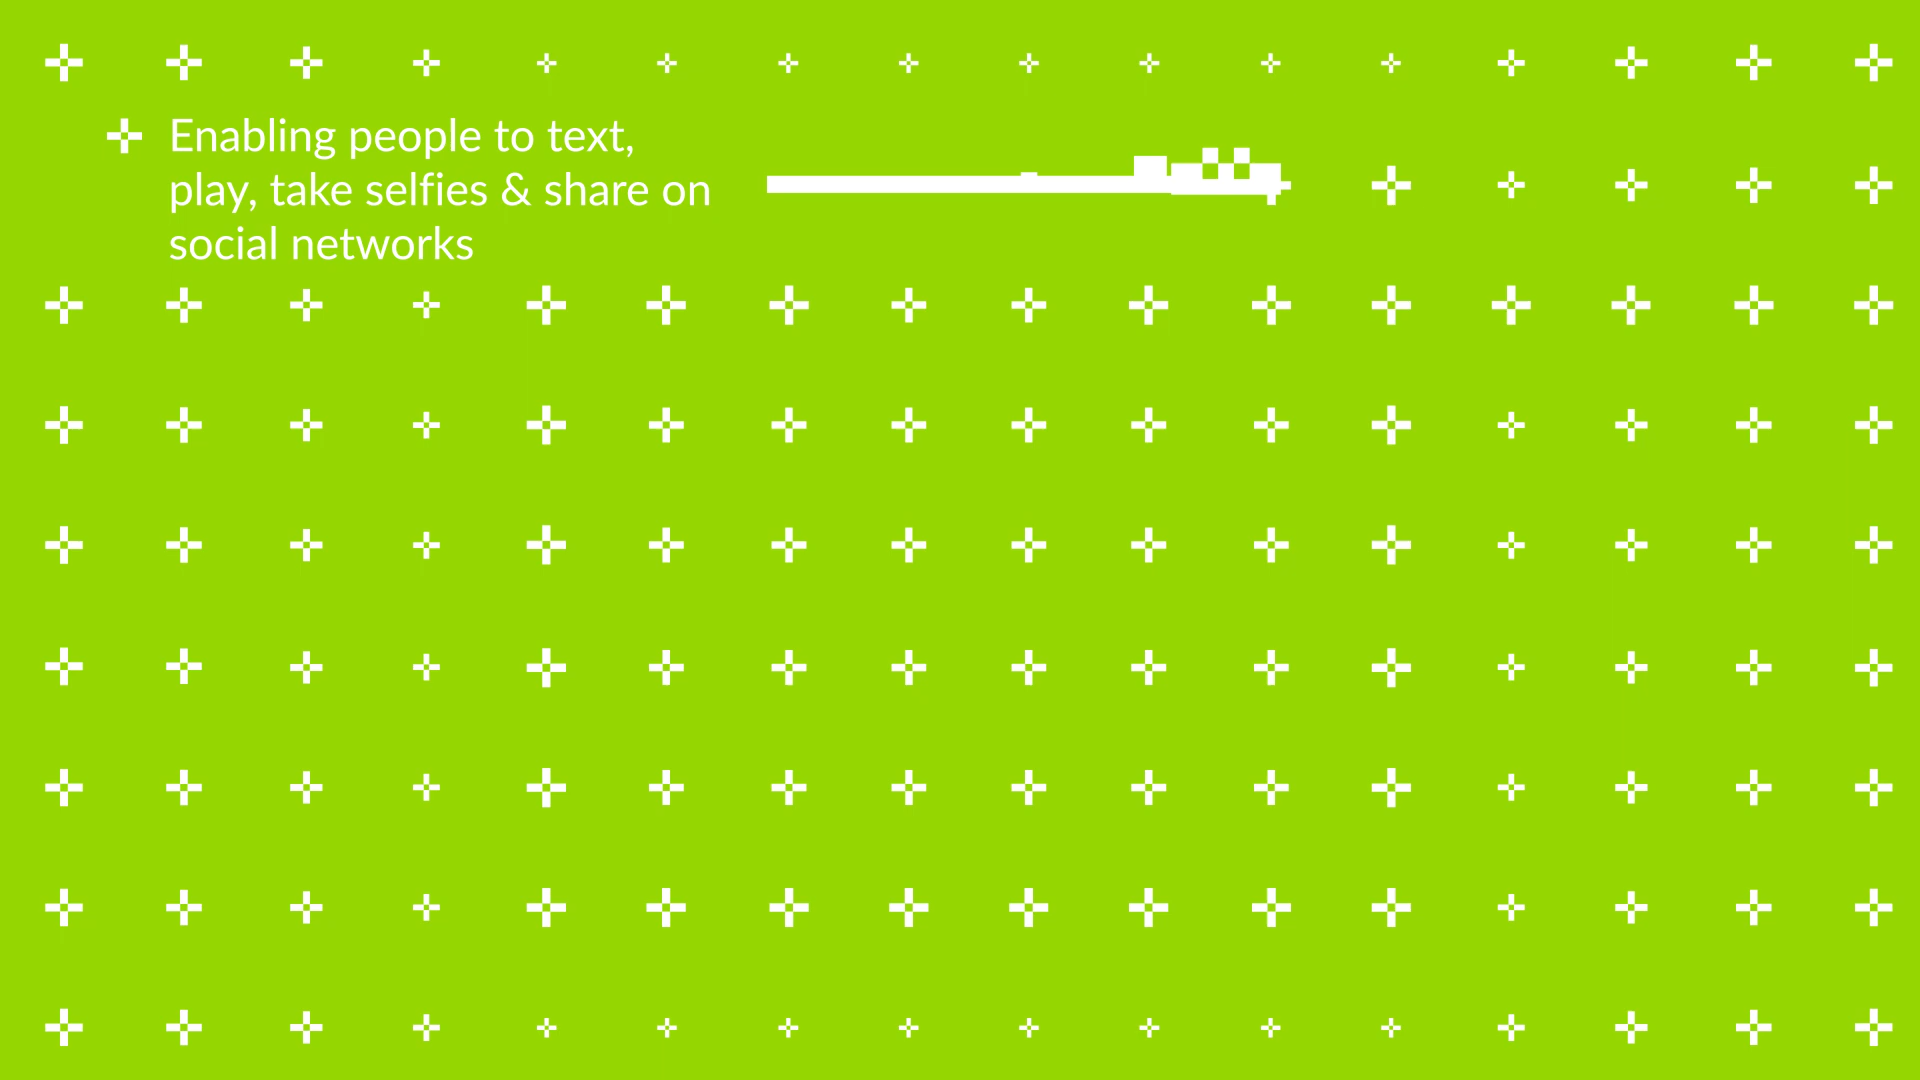 Enabling people to text,
play, take selfies & share on
social networks